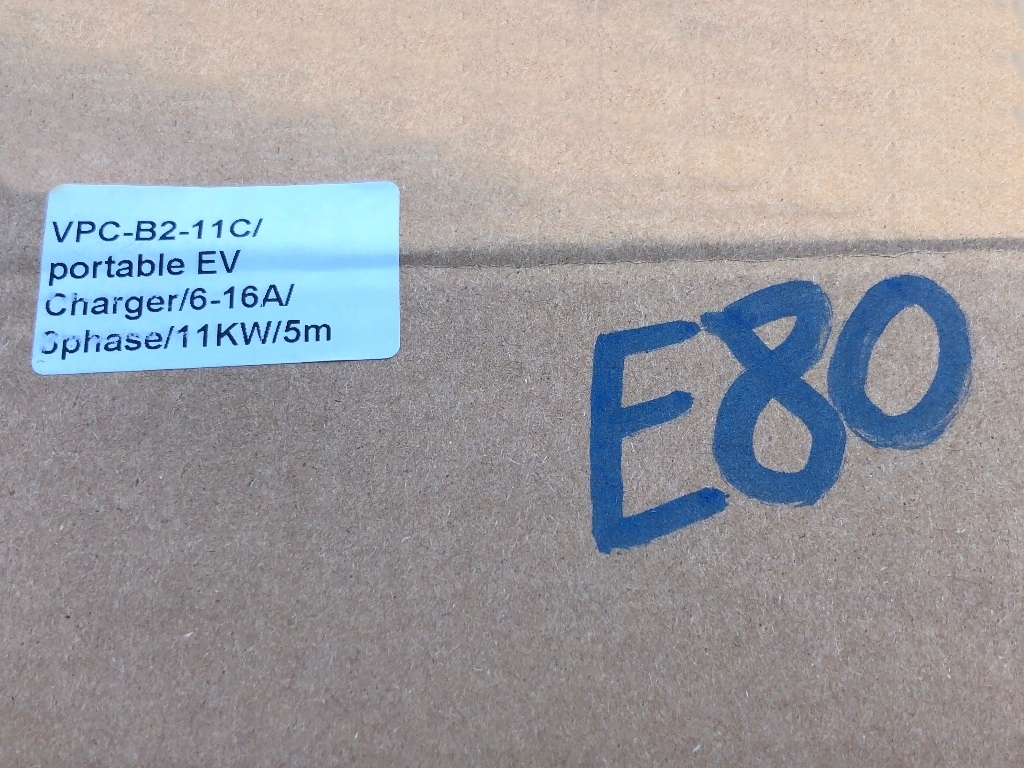 VPC-B2-11C/
portable EV
Charger/6-16A/
3phase/11KW/5m
E80